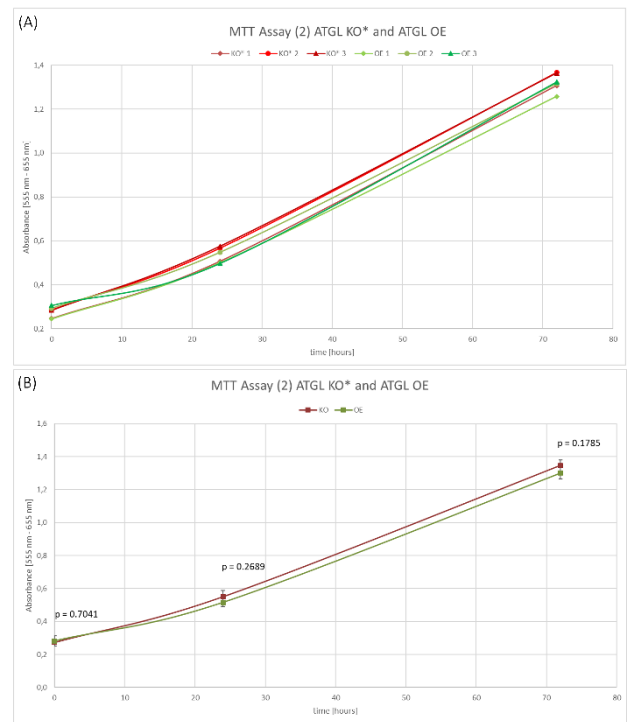 (A)
MTT Assay (2) ATGL KO* and ATGL OE
KO* 1 KO* 2 KO* 3 OE 1 OE 2 OE 3
1,4
1,2
1,0
0,8
0,6
0,4
0,2
Absorbance [555 nm - 655 nm]
0 10 20 30 40 50 60 70 80
time [hours]
(B)
MTT Assay (2) ATGL KO* and ATGL OE
KO OE
1,6
1,4
1,2
1,0
0,8
0,6
0,4
0,2
0,0
Absorbance [555 nm - 655 nm]
p = 0.7041
p = 0.2689
p = 0.1785
0 10 20 30 40 50 60 70 80
time [hours]